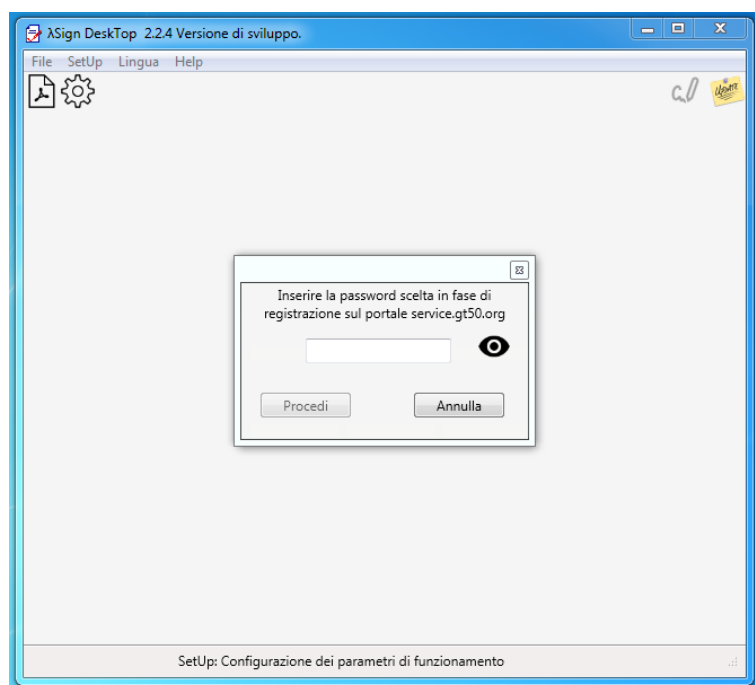 λSign DeskTop 2.2.4 Versione di sviluppo.
File SetUp Lingua Help
Inserire la password scelta in fase di
registrazione sul portale service.gt50.org
Procedi Annulla
SetUp: Configurazione dei parametri di funzionamento